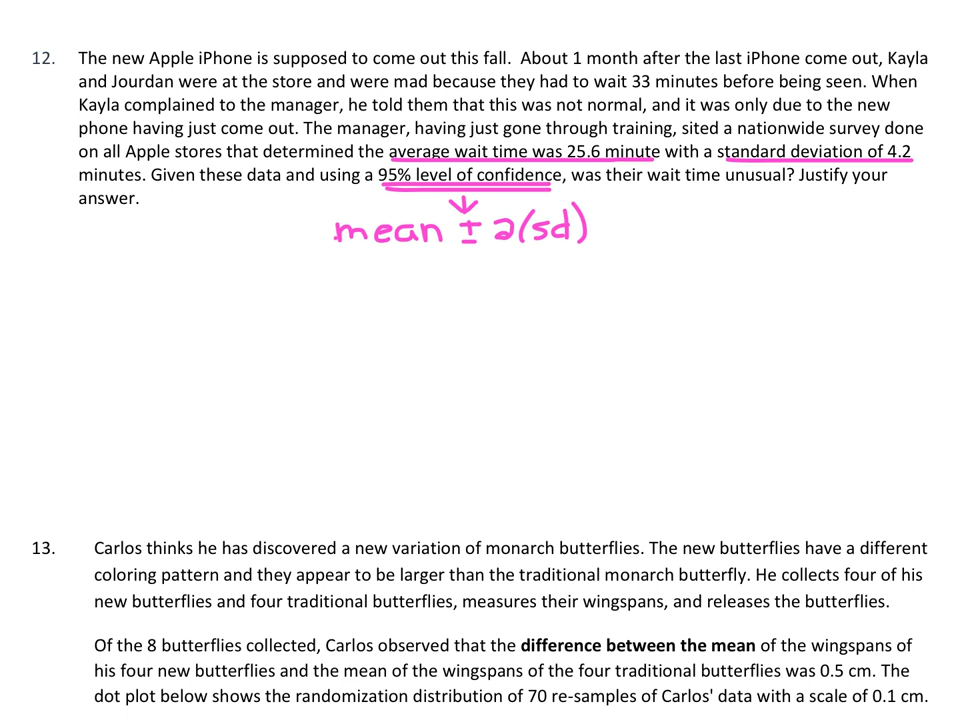 12. The new Apple iPhone is supposed to come out this fall. About 1 month after the last iPhone come out, Kayla
and Jourdan were at the store and were mad because they had to wait 33 minutes before being seen. When
Kayla complained to the manager, he told them that this was not normal, and it was only due to the new
phone having just come out. The manager, having just gone through training, sited a nationwide survey done
on all Apple stores that determined the average wait time was 25.6 minute with a standard deviation of 4.2
minutes. Given these data and using a 95% level of confidence, was their wait time unusual? Justify your
answer.
mean ± 2(sd)
13. Carlos thinks he has discovered a new variation of monarch butterflies. The new butterflies have a different
coloring pattern and they appear to be larger than the traditional monarch butterfly. He collects four of his
new butterflies and four traditional butterflies, measures their wingspans, and releases the butterflies.
Of the 8 butterflies collected, Carlos observed that the difference between the mean of the wingspans of
his four new butterflies and the mean of the wingspans of the four traditional butterflies was 0.5 cm. The
dot plot below shows the randomization distribution of 70 re-samples of Carlos' data with a scale of 0.1 cm.